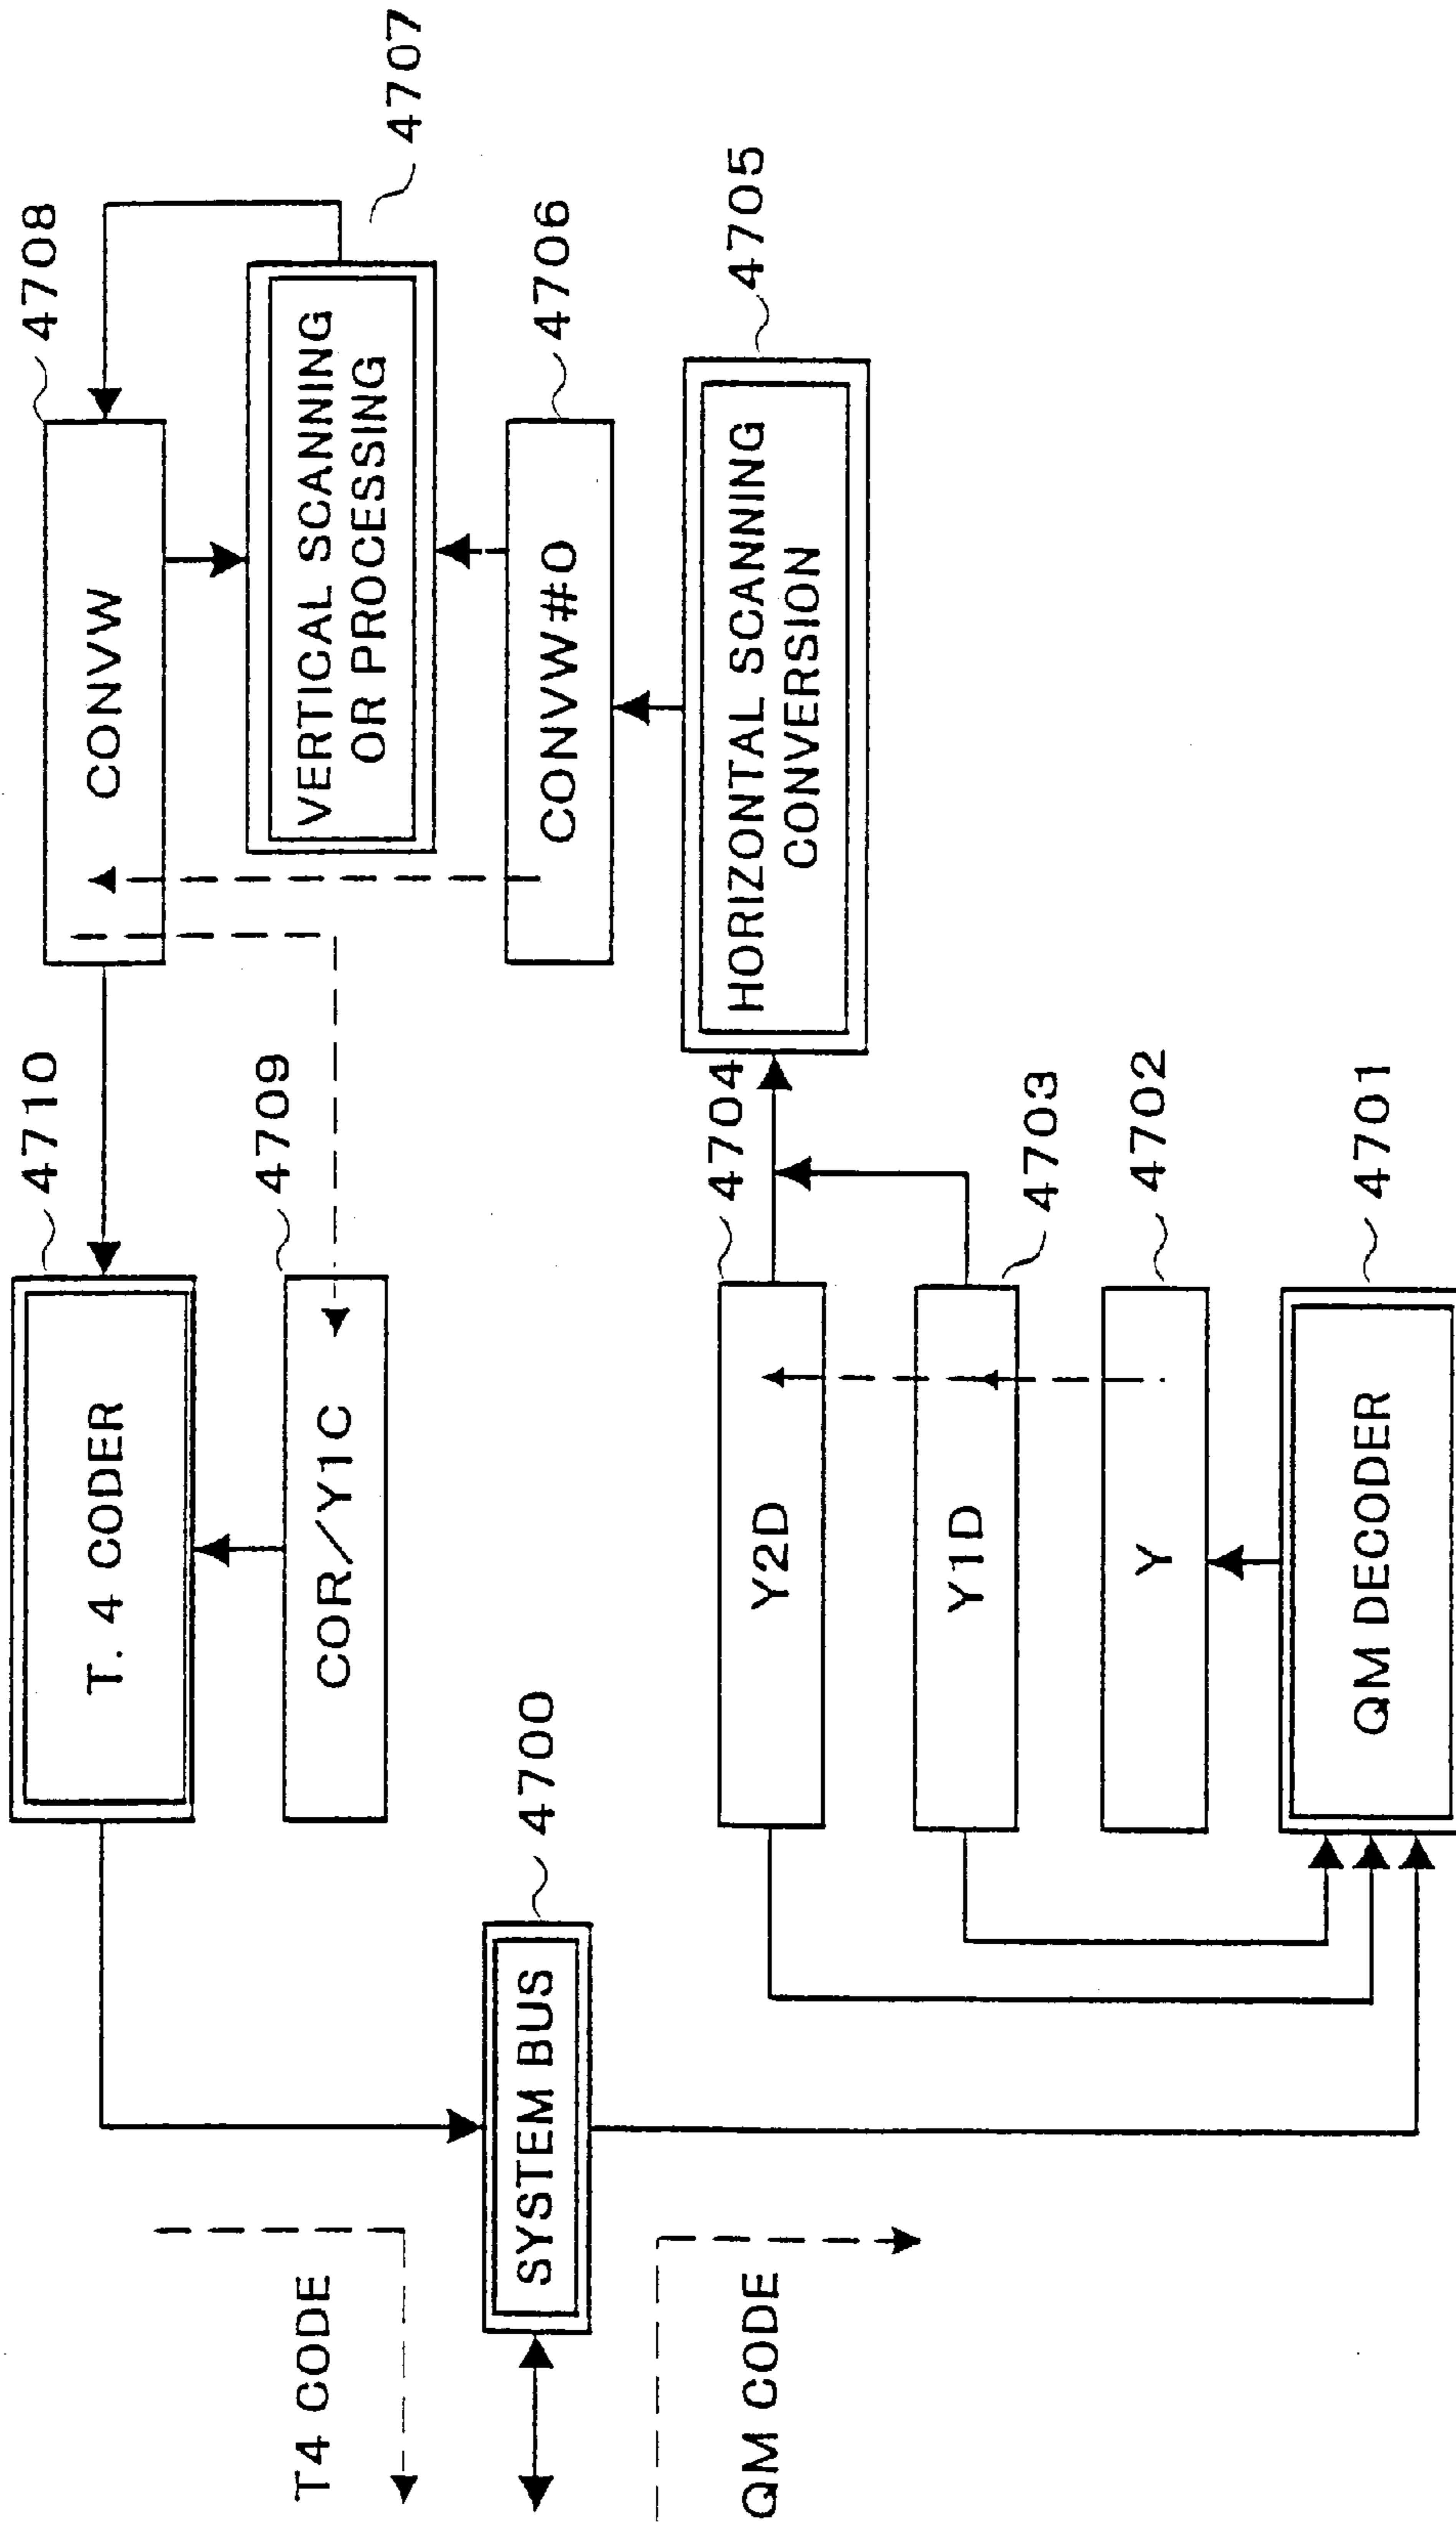 T4 CODE
QM CODE
SYSTEM BUS
4700
T. 4 CODER
4710
COR/Y1C
4709
Y2D
4704
Y1D
4703
Y
4702
QM DECODER
4701
CONVW
4708
VERTICAL SCANNING
OR PROCESSING
4707
CONVW#0
4706
HORIZONTAL SCANNING
CONVERSION
4705